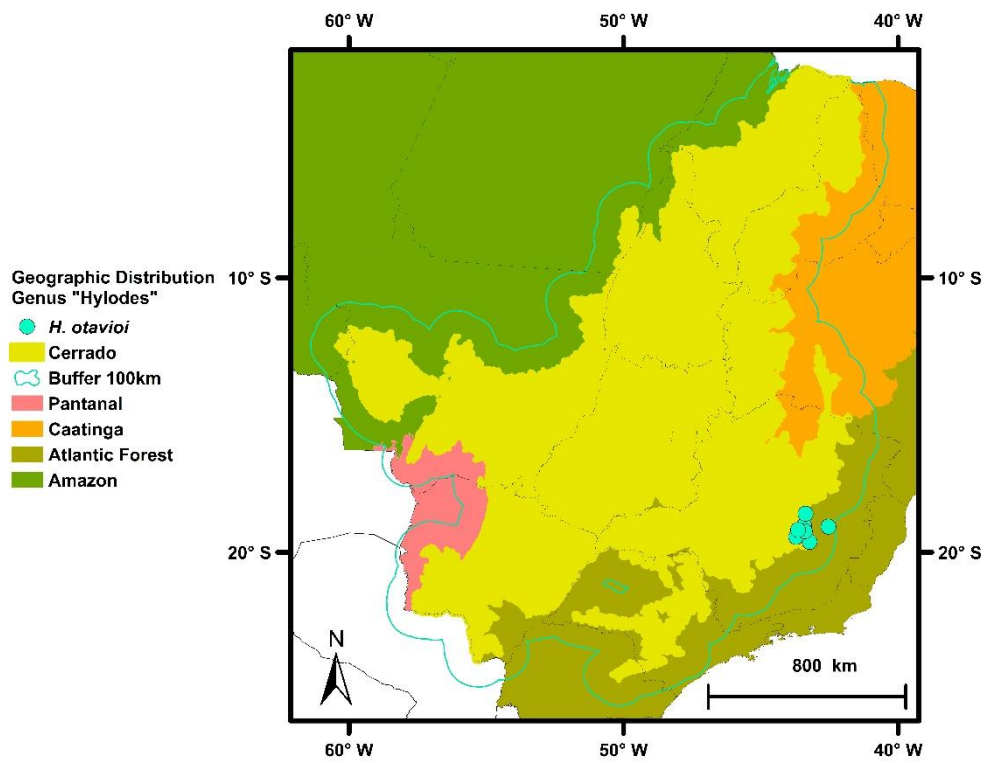 60° W 50° W 40° W
10° S 10° S
Geographic Distribution
Genus "Hylodes"
H. otavioi
Cerrado
Buffer 100km
Pantanal
Caatinga
Atlantic Forest
Amazon
20° S 20° S
N
800 km
60° W 50° W 40° W